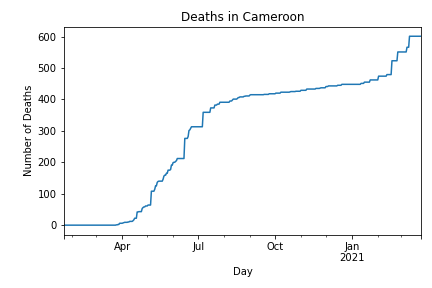 Deaths in Cameroon
600
500
400
300
200
100
0
Number of Deaths
Apr
Jul
Oct
Jan
2021
Day